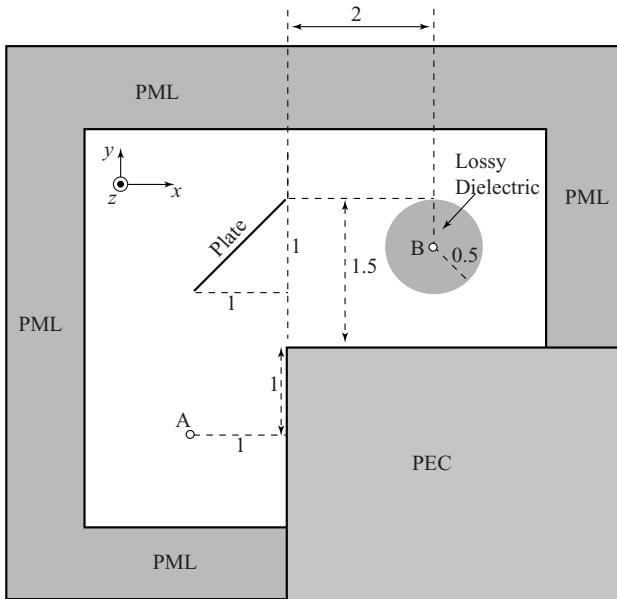 2
PML
y
z
x
Lossy
Dielectric
PML
Plate
1
1.5
B
0.5
1
PML
1
A
1
PEC
PML